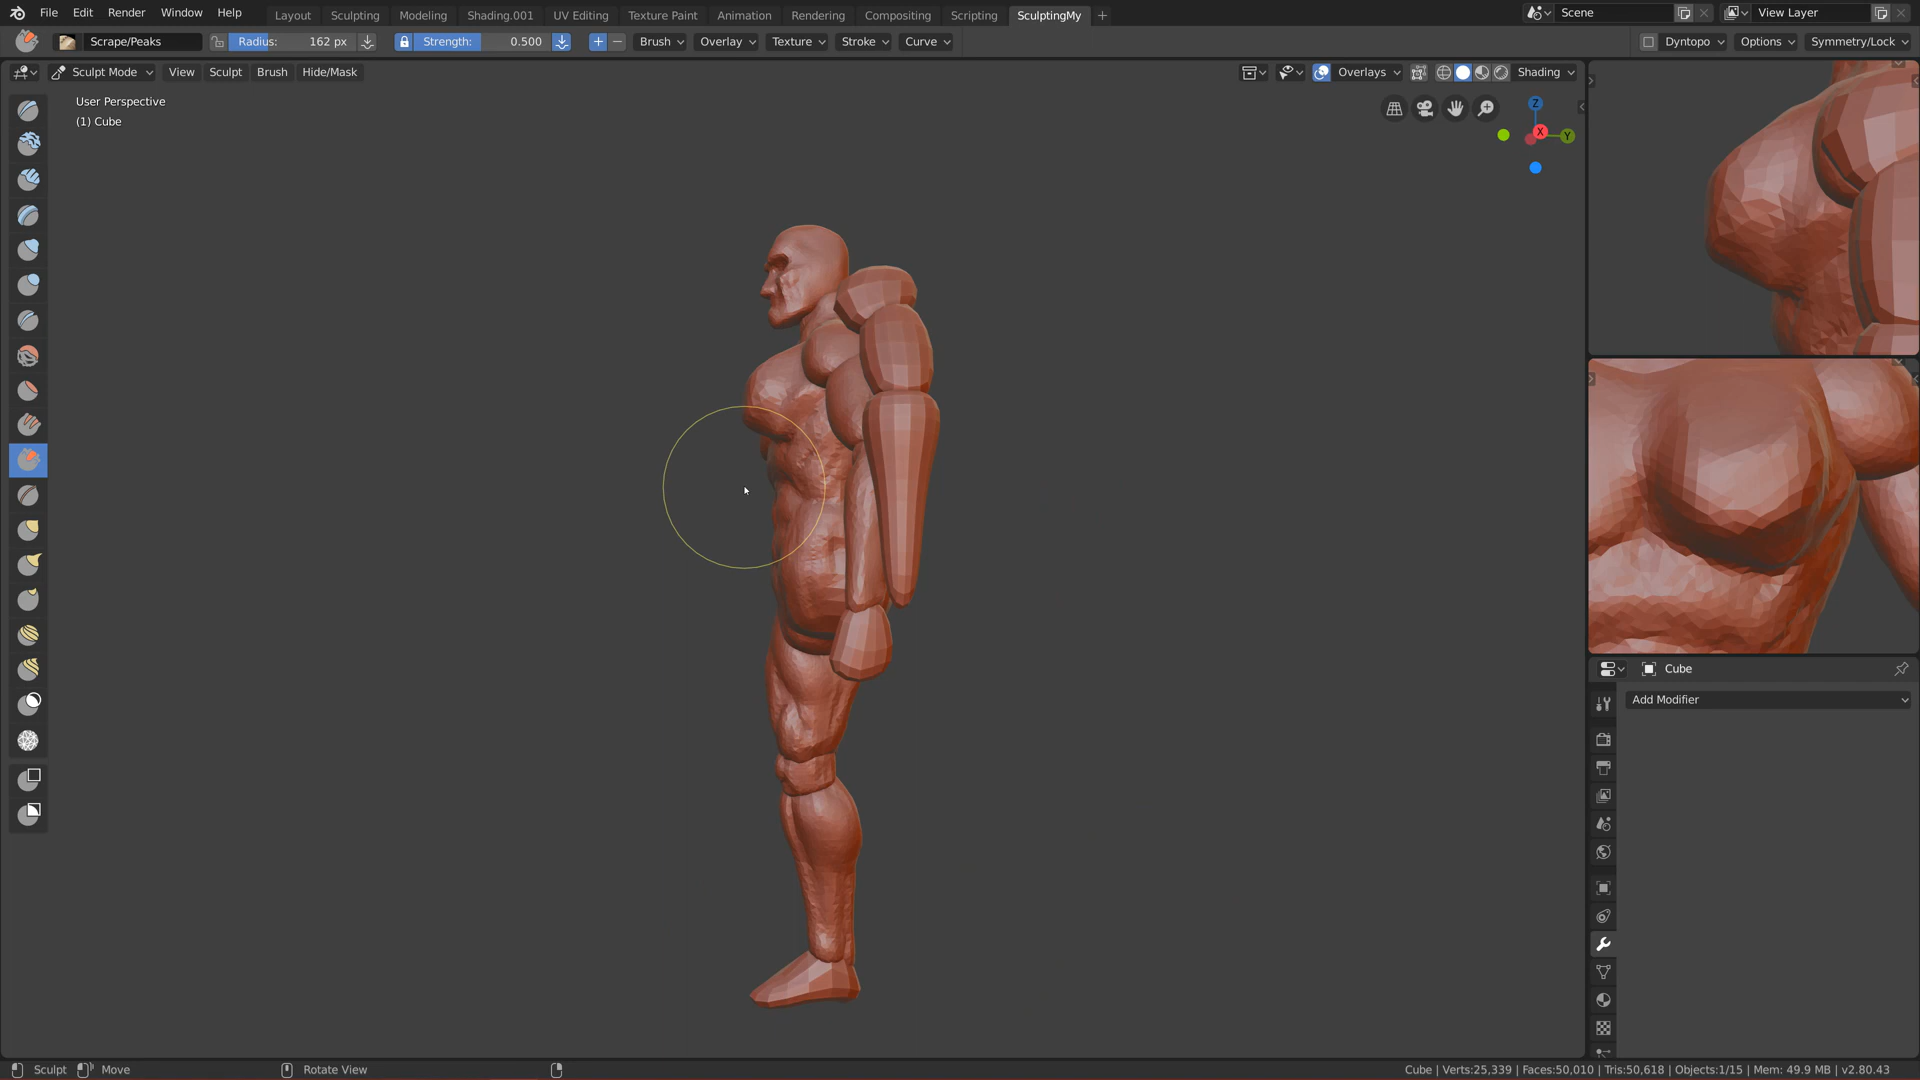 File Edit Render Window Help Layout Sculpting Modeling Shading.001 UV Editing Texture Paint Animation Rendering Compositing Scripting SculptingMy + Scene View Layer
Scrape/Peaks Radius: 162 px Strength: 0.500 Brush Overlay Texture Stroke Curve Dyntopo Options Symmetry/Lock
Sculpt Mode View Sculpt Brush Hide/Mask Overlays Shading
User Perspective
(1) Cube
Z
X
Y
Cube
Add Modifier
Sculpt Move Rotate View Cube | Verts:25,339 | Faces:50,010 | Tris:50,618 | Objects:1/15 | Mem: 49.9 MB | v2.80.43